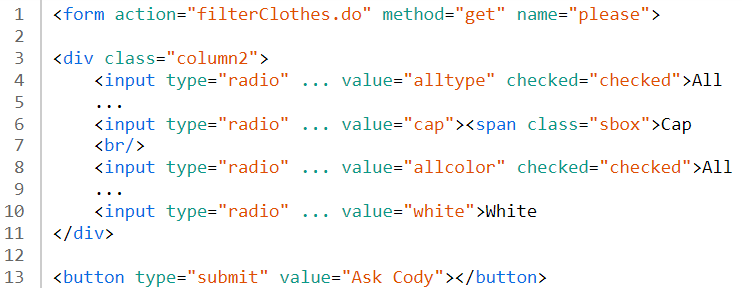 1 <form action="filterClothes.do" method="get" name="please">
2
3 <div class="column2">
4 <input type="radio" ... value="alltype" checked="checked">All
5 ...
6 <input type="radio" ... value="cap"><span class="sbox">Cap
7 <br/>
8 <input type="radio" ... value="allcolor" checked="checked">All
9 ...
10 <input type="radio" ... value="white">White
11 </div>
12
13 <button type="submit" value="Ask Cody"></button>